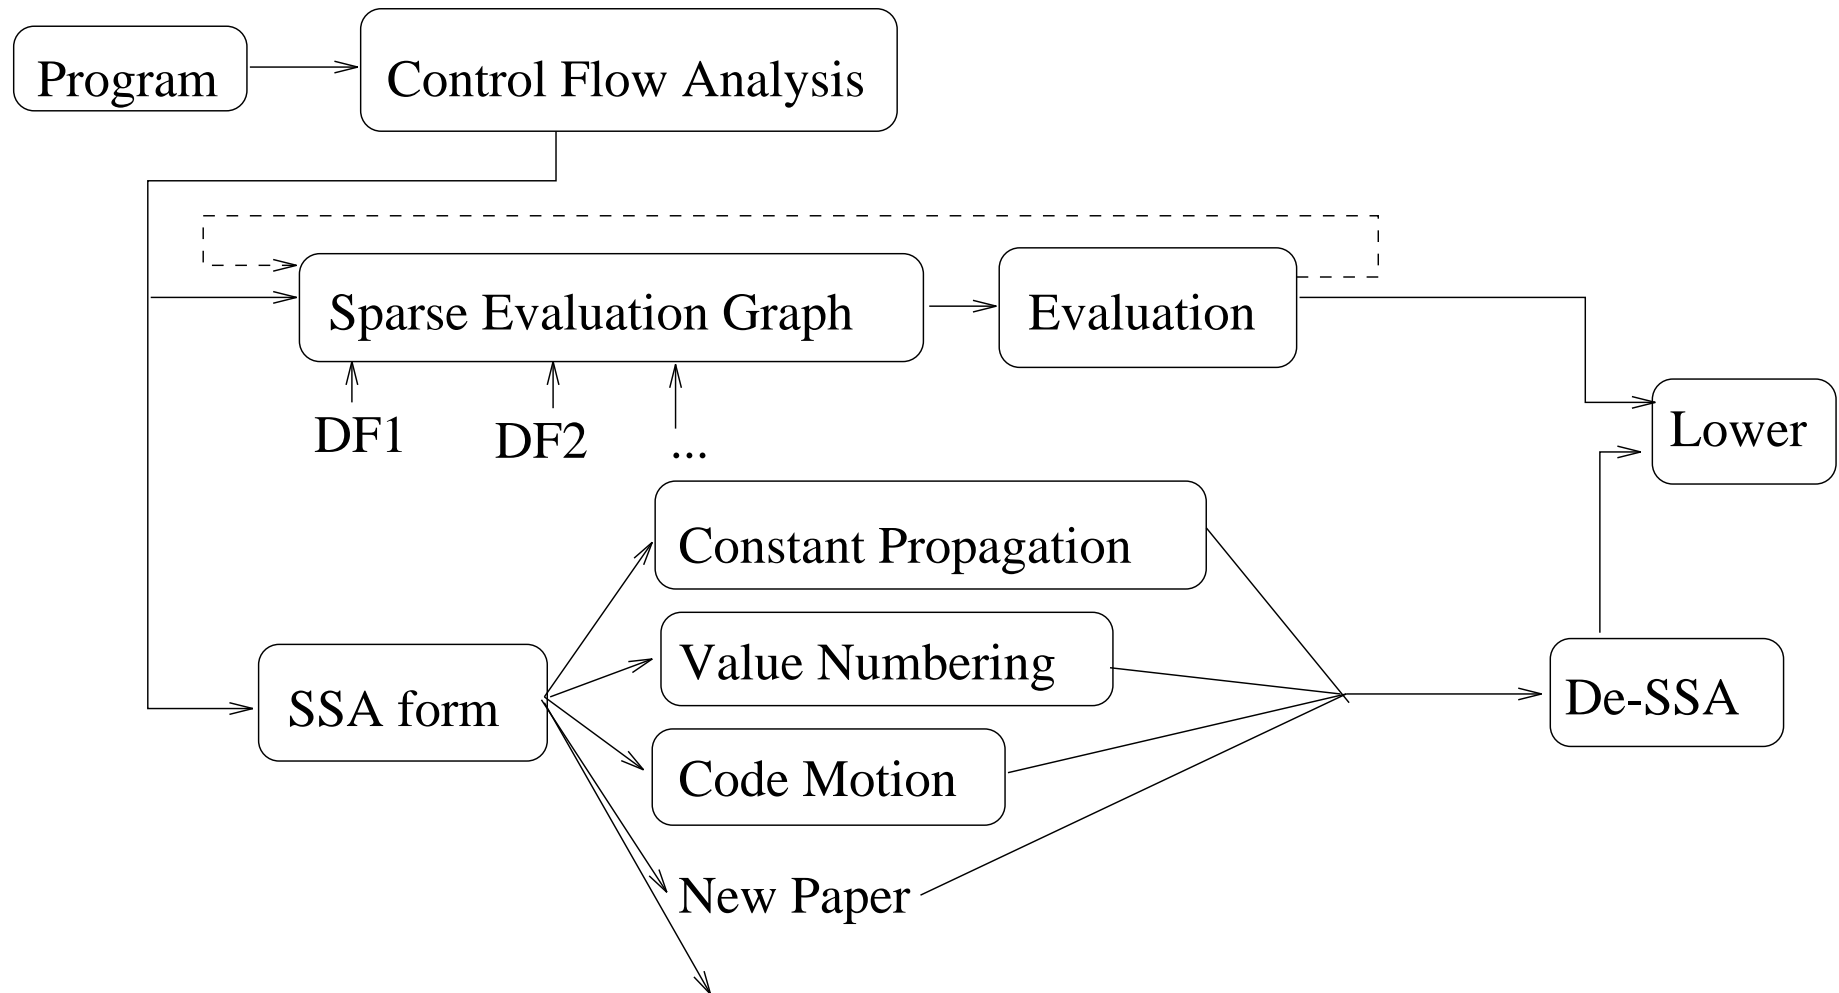 Program
Control Flow Analysis
Sparse Evaluation Graph
Evaluation
DF1
DF2
...
Lower
Constant Propagation
Value Numbering
SSA form
De-SSA
Code Motion
New Paper